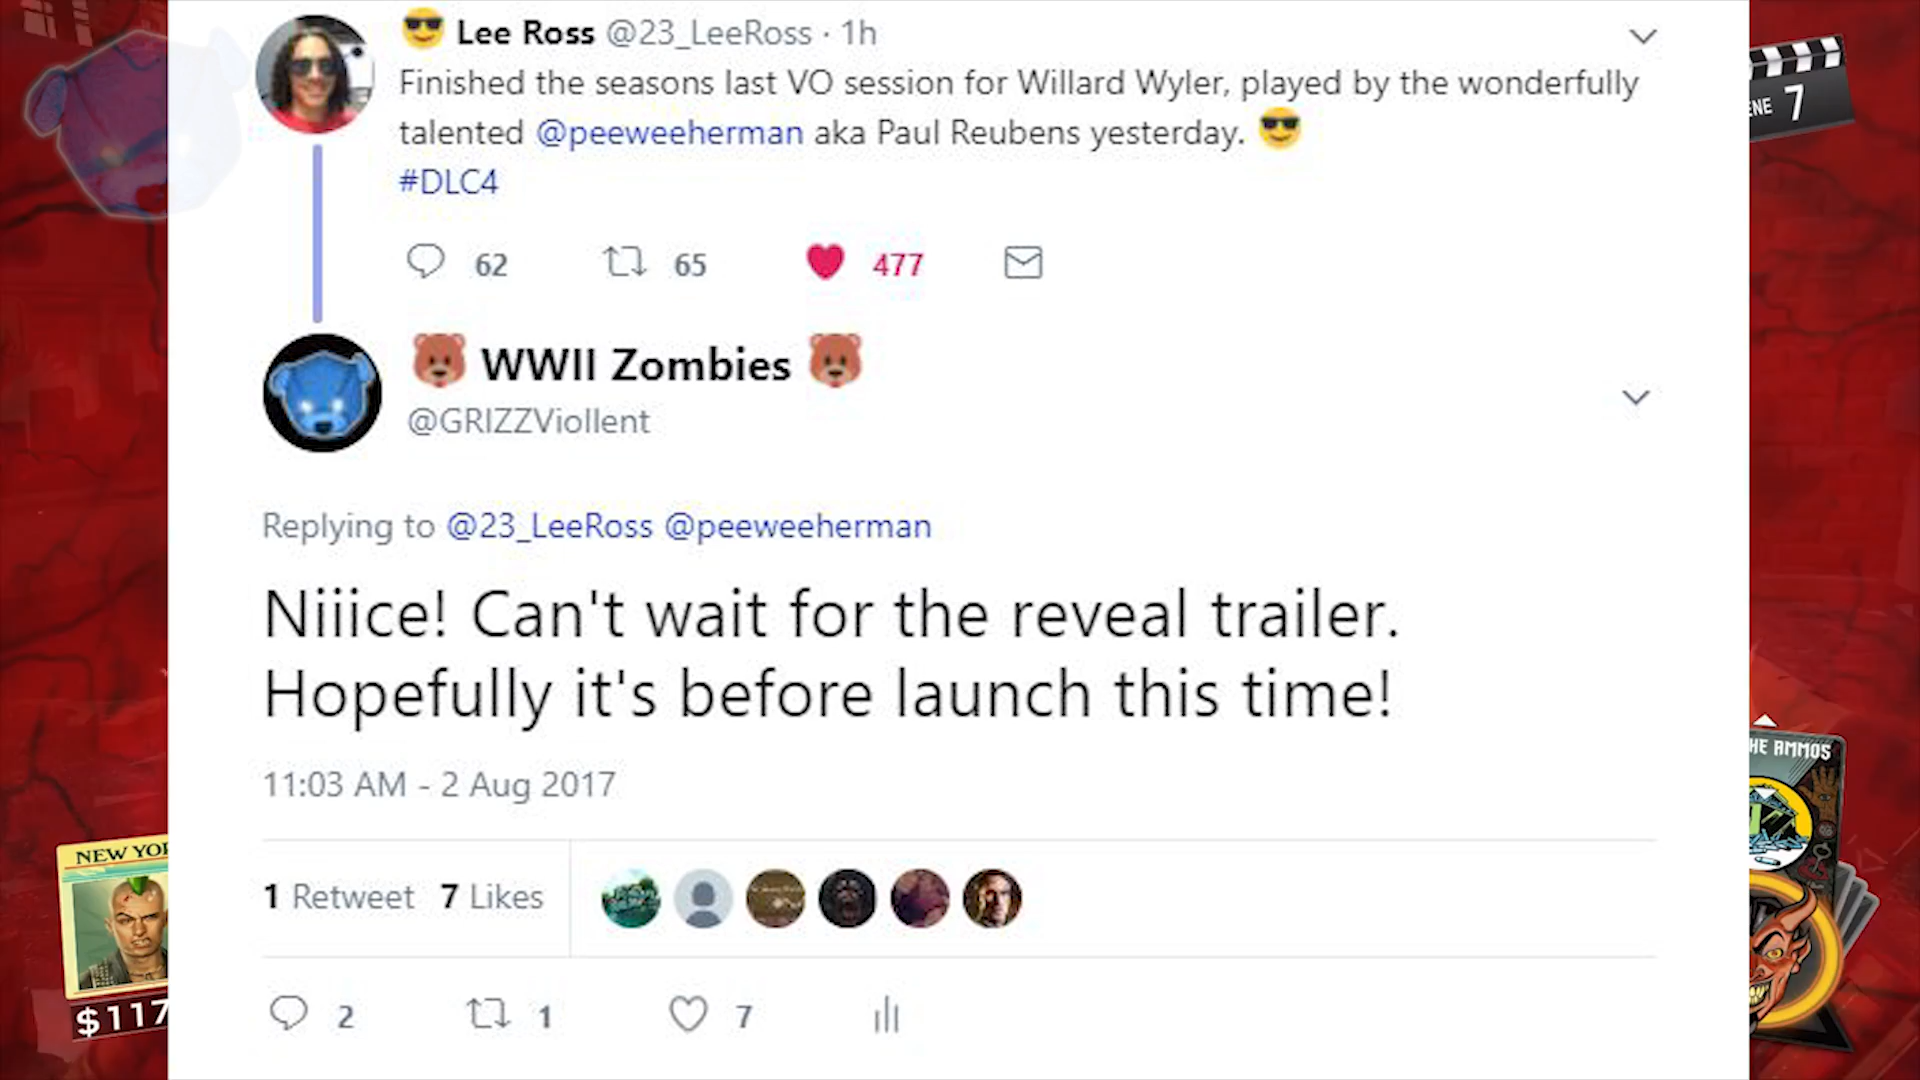 Lee Ross @23_LeeRoss · 1h
Finished the seasons last VO session for Willard Wyler, played by the wonderfully
talented @peeweeherman aka Paul Reubens yesterday.
#DLC4
62 65 477
WWII Zombies
@GRIZZViollent
Replying to @23_LeeRoss @peeweeherman
Niiice! Can't wait for the reveal trailer.
Hopefully it's before launch this time!
11:03 AM - 2 Aug 2017
1 Retweet 7 Likes
2 1 7
ENE 7
HE AMMOS
NEW YOR
$117